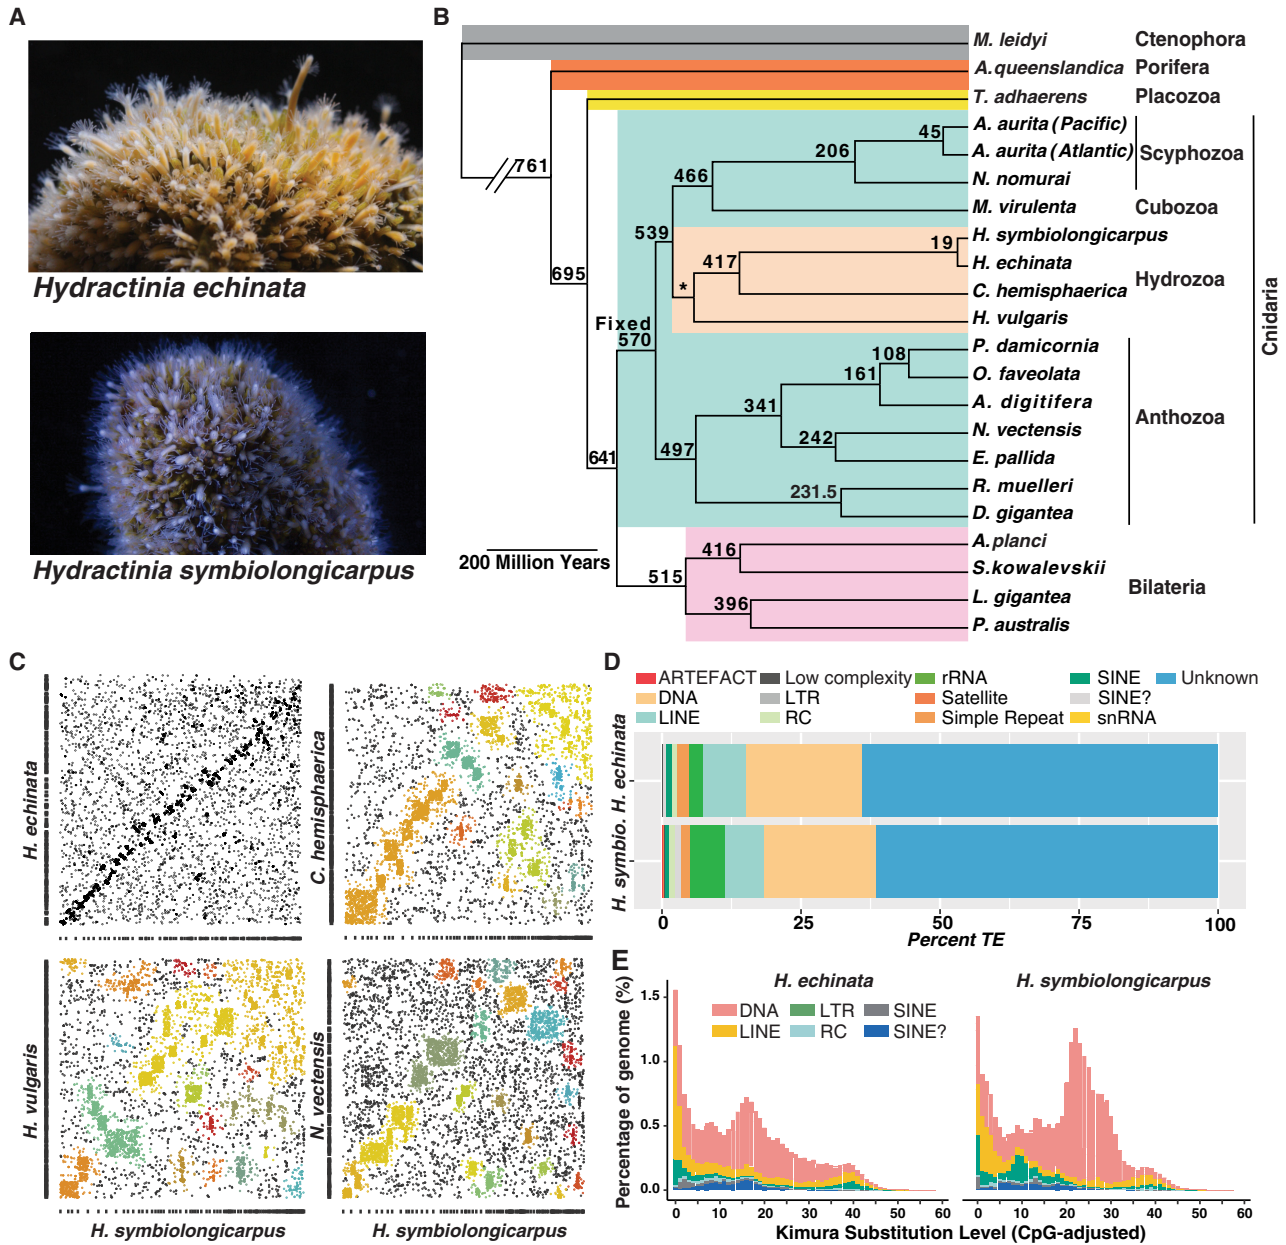 A
Hydractinia echinata
Hydractinia symbiolongicarpus
B
M. leidyi Ctenophora
A.queenslandica Porifera
T. adhaerens Placozoa
A. aurita (Pacific)
A. aurita (Atlantic)
N. nomurai
Scyphozoa
M. virulenta Cubozoa
H. symbiolongicarpus
H. echinata
C. hemisphaerica
H. vulgaris
Hydrozoa
P. damicornia
O. faveolata
A. digitifera
N. vectensis
E. pallida
R. muelleri
D. gigantea
Anthozoa
Cnidaria
A.planci
S.kowalevskii
L. gigantea
P. australis
Bilateria
761
695
641
Fixed
570
539
466
206
45
*
417
19
497
341
161
108
242
231.5
515
416
396
200 Million Years
C
H. echinata
C. hemisphaerica
H. vulgaris
N. vectensis
H. symbiolongicarpus
H. symbiolongicarpus
D
ARTEFACT Low complexity rRNA SINE Unknown
DNA LTR Satellite SINE?
LINE RC Simple Repeat snRNA
H. echinata
H. symbio.
0 25 50 75 100
Percent TE
E
H. echinata
H. symbiolongicarpus
DNA LTR SINE
LINE RC SINE?
Percentage of genome (%)
1.5
1.0
0.5
0.0
0 10 20 30 40 50 60
0 10 20 30 40 50 60
Kimura Substitution Level (CpG-adjusted)